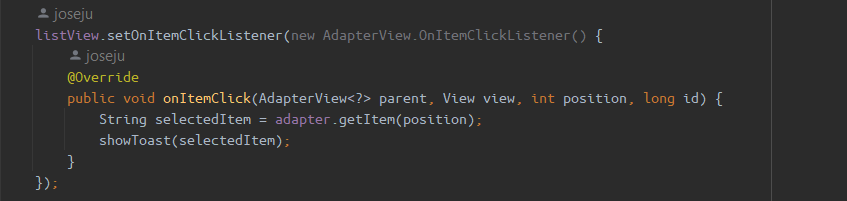 joseju
listView.setOnItemClickListener(new AdapterView.OnItemClickListener() {
joseju
@Override
public void onItemClick(AdapterView<?> parent, View view, int position, long id) {
String selectedItem = adapter.getItem(position);
showToast(selectedItem);
}
});